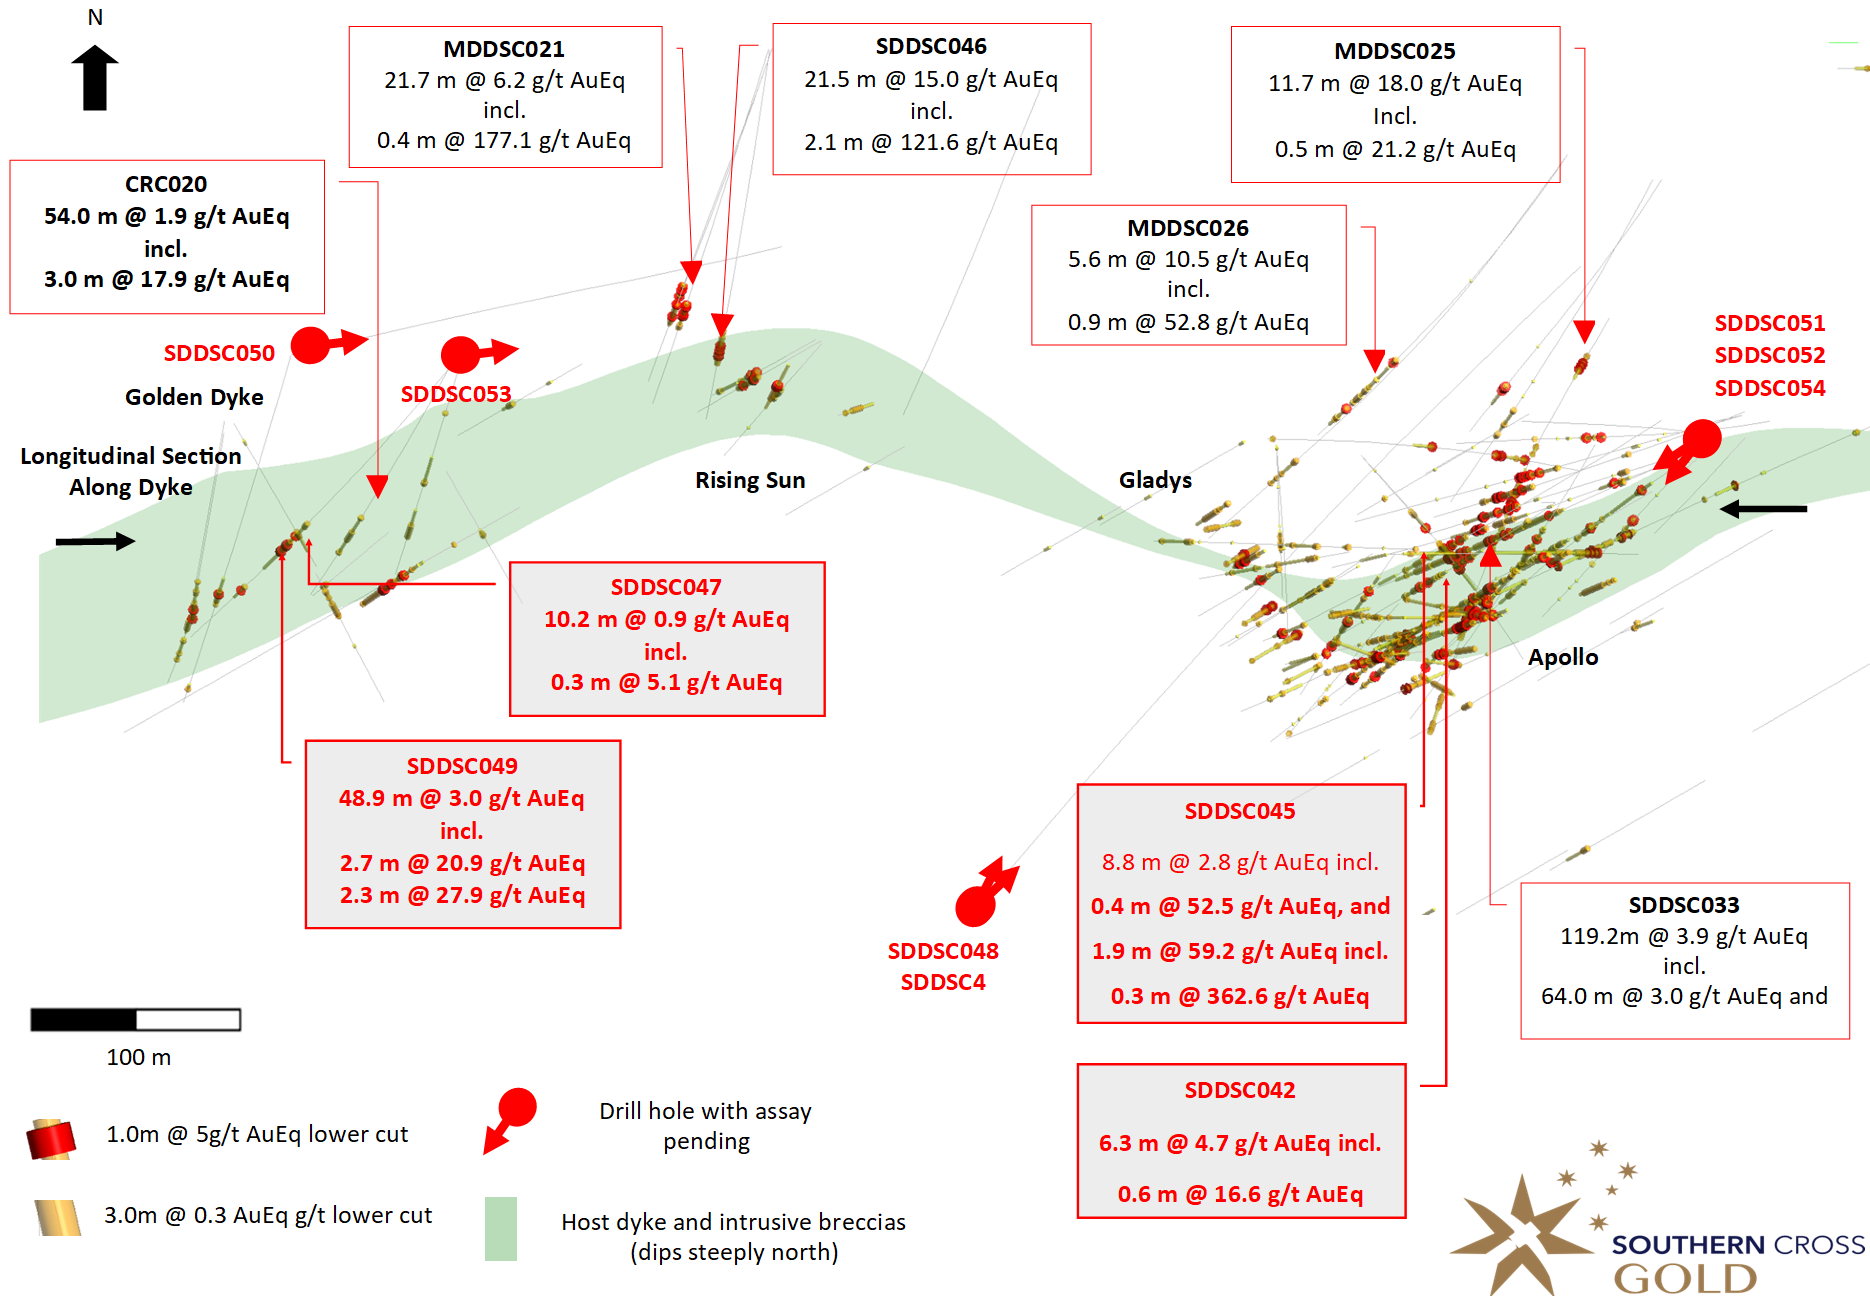 N
MDDSC021
21.7 m @ 6.2 g/t AuEq
incl.
0.4 m @ 177.1 g/t AuEq
SDDSC046
21.5 m @ 15.0 g/t AuEq
incl.
2.1 m @ 121.6 g/t AuEq
MDDSC025
11.7 m @ 18.0 g/t AuEq
Incl.
0.5 m @ 21.2 g/t AuEq
CRC020
54.0 m @ 1.9 g/t AuEq
incl.
3.0 m @ 17.9 g/t AuEq
MDDSC026
5.6 m @ 10.5 g/t AuEq
incl.
0.9 m @ 52.8 g/t AuEq
SDDSC051
SDDSC052
SDDSC054
SDDSC050
SDDSC053
Golden Dyke
Longitudinal Section
Along Dyke
Rising Sun
Gladys
Apollo
SDDSC047
10.2 m @ 0.9 g/t AuEq
incl.
0.3 m @ 5.1 g/t AuEq
SDDSC049
48.9 m @ 3.0 g/t AuEq
incl.
2.7 m @ 20.9 g/t AuEq
2.3 m @ 27.9 g/t AuEq
SDDSC048
SDDSC4
SDDSC045
8.8 m @ 2.8 g/t AuEq incl.
0.4 m @ 52.5 g/t AuEq, and
1.9 m @ 59.2 g/t AuEq incl.
0.3 m @ 362.6 g/t AuEq
SDDSC033
119.2m @ 3.9 g/t AuEq
incl.
64.0 m @ 3.0 g/t AuEq and
SDDSC042
6.3 m @ 4.7 g/t AuEq incl.
0.6 m @ 16.6 g/t AuEq
100 m
1.0m @ 5g/t AuEq lower cut
3.0m @ 0.3 AuEq g/t lower cut
Drill hole with assay
pending
Host dyke and intrusive breccias
(dips steeply north)
SOUTHERN CROSS
GOLD